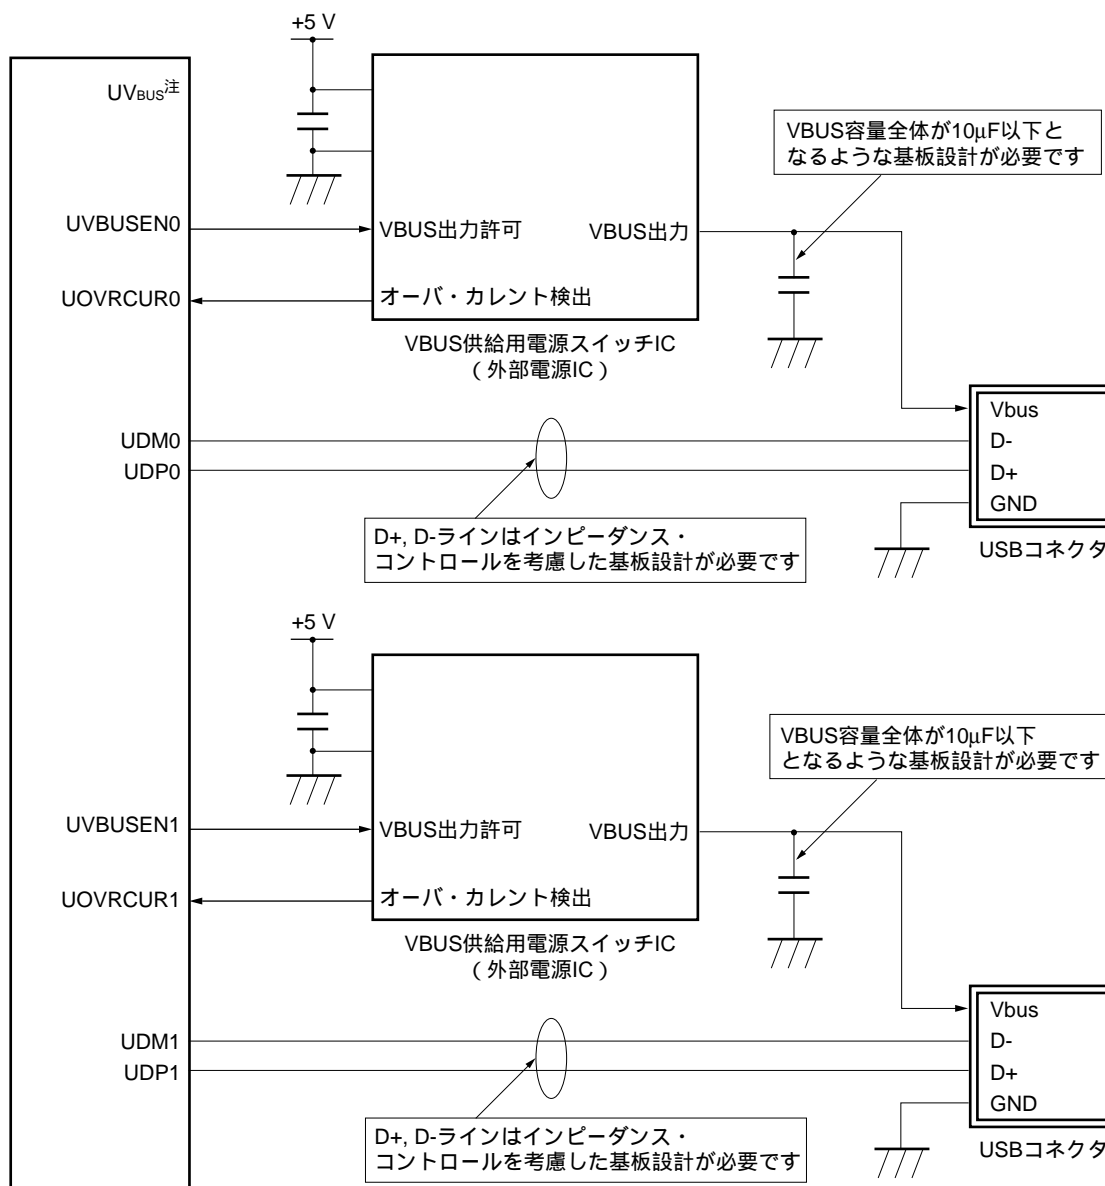 +5 V
UVBUS注
VBUS容量全体が10μF以下と
なるような基板設計が必要です
UVBUSEN0
VBUS出力許可
VBUS出力
UOVRCUR0
オーバ・カレント検出
VBUS供給用電源スイッチIC
(外部電源IC)
Vbus
UDM0
D-
UDP0
D+
GND
D+, D-ラインはインピーダンス・
コントロールを考慮した基板設計が必要です
USBコネクタ
+5 V
VBUS容量全体が10μF以下
となるような基板設計が必要です
UVBUSEN1
VBUS出力許可
VBUS出力
UOVRCUR1
オーバ・カレント検出
VBUS供給用電源スイッチIC
(外部電源IC)
Vbus
UDM1
D-
UDP1
D+
GND
D+, D-ラインはインピーダンス・
コントロールを考慮した基板設計が必要です
USBコネクタ